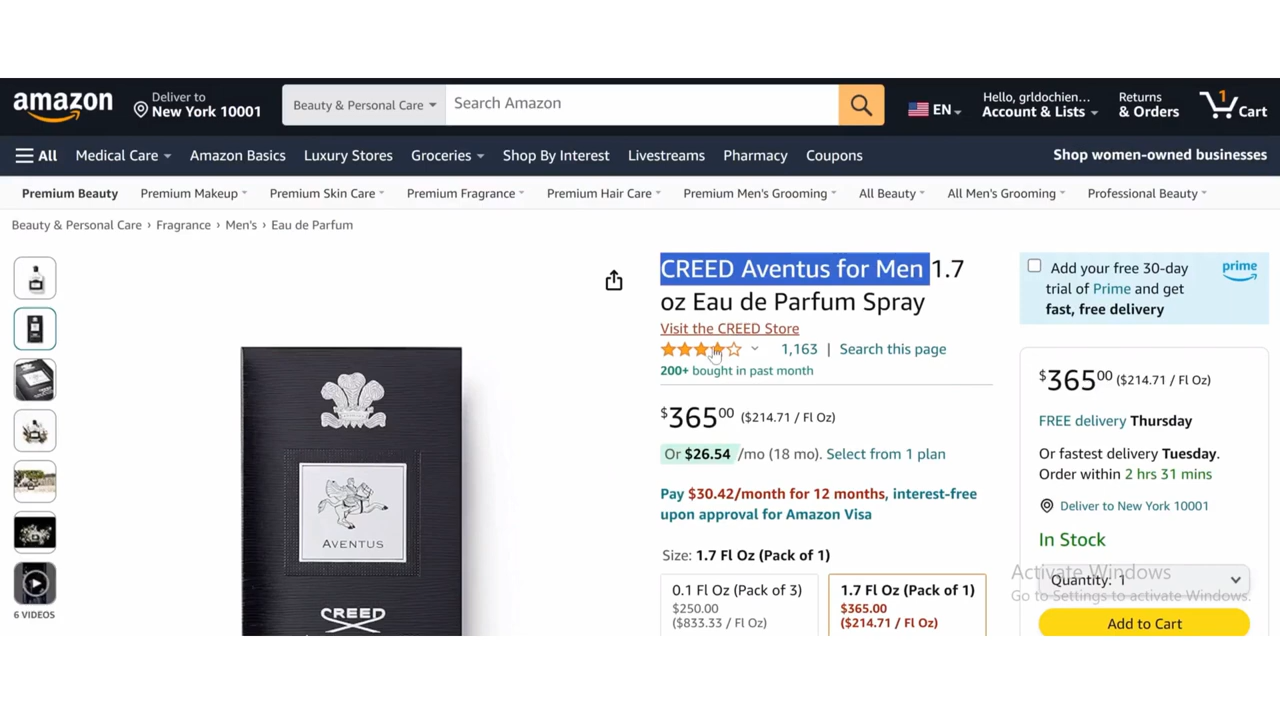 amazon
Deliver to
New York 10001
Beauty & Personal Care
Search Amazon
EN
Hello, grldochien...
Account & Lists
Returns
& Orders
1
Cart
All
Medical Care
Amazon Basics
Luxury Stores
Groceries
Shop By Interest
Livestreams
Pharmacy
Coupons
Shop women-owned businesses
Premium Beauty
Premium Makeup
Premium Skin Care
Premium Fragrance
Premium Hair Care
Premium Men's Grooming
All Beauty
All Men's Grooming
Professional Beauty
Beauty & Personal Care › Fragrance › Men's › Eau de Parfum
6 VIDEOS
AVENTUS
CREED
CREED Aventus for Men 1.7
oz Eau de Parfum Spray
Visit the CREED Store
1,163 | Search this page
200+ bought in past month
$36500 ($214.71 / Fl Oz)
Or $26.54 /mo (18 mo). Select from 1 plan
Pay $30.42/month for 12 months, interest-free
upon approval for Amazon Visa
Size: 1.7 Fl Oz (Pack of 1)
0.1 Fl Oz (Pack of 3)
$250.00
($833.33 / Fl Oz)
1.7 Fl Oz (Pack of 1)
$365.00
($214.71 / Fl Oz)
Add your free 30-day
trial of Prime and get
fast, free delivery
prime
$36500 ($214.71 / Fl Oz)
FREE delivery Thursday
Or fastest delivery Tuesday.
Order within 2 hrs 31 mins
Deliver to New York 10001
In Stock
Activate Windows
Quantity: 1
Go to Settings to activate Windows.
Add to Cart